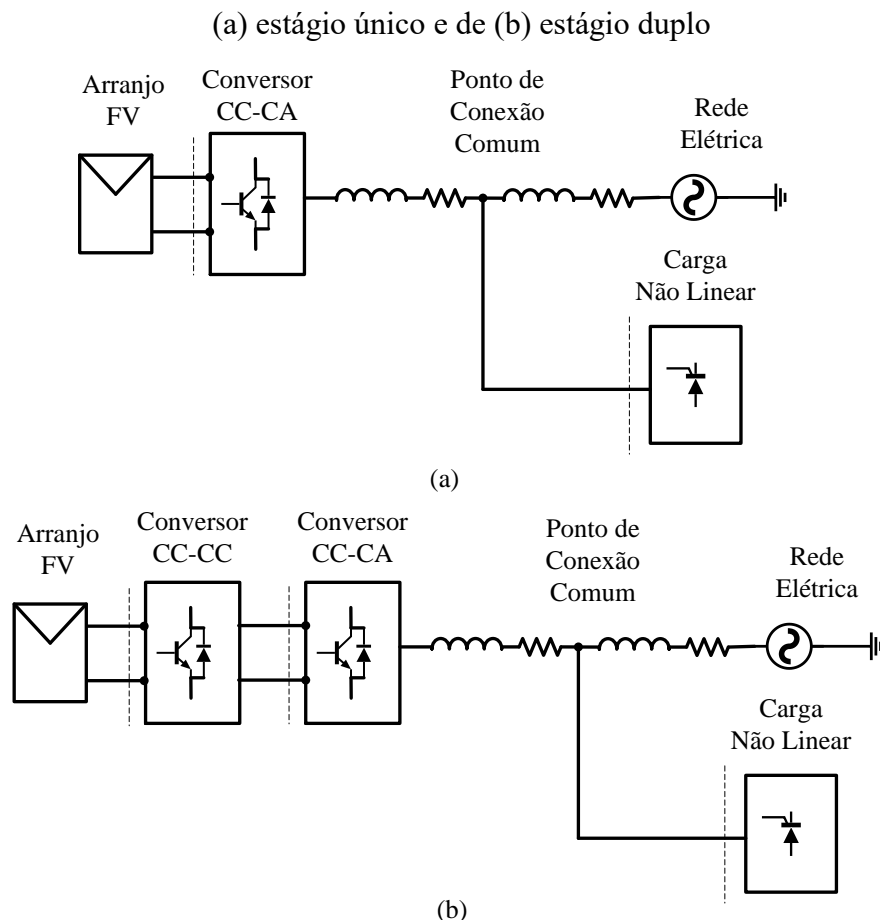 (a) estágio único e de (b) estágio duplo
Arranjo
FV
Conversor
CC-CA
Ponto de
Conexão
Comum
Rede
Elétrica
Carga
Não Linear
(a)
Arranjo
FV
Conversor
CC-CC
Conversor
CC-CA
Ponto de
Conexão
Comum
Rede
Elétrica
Carga
Não Linear
(b)